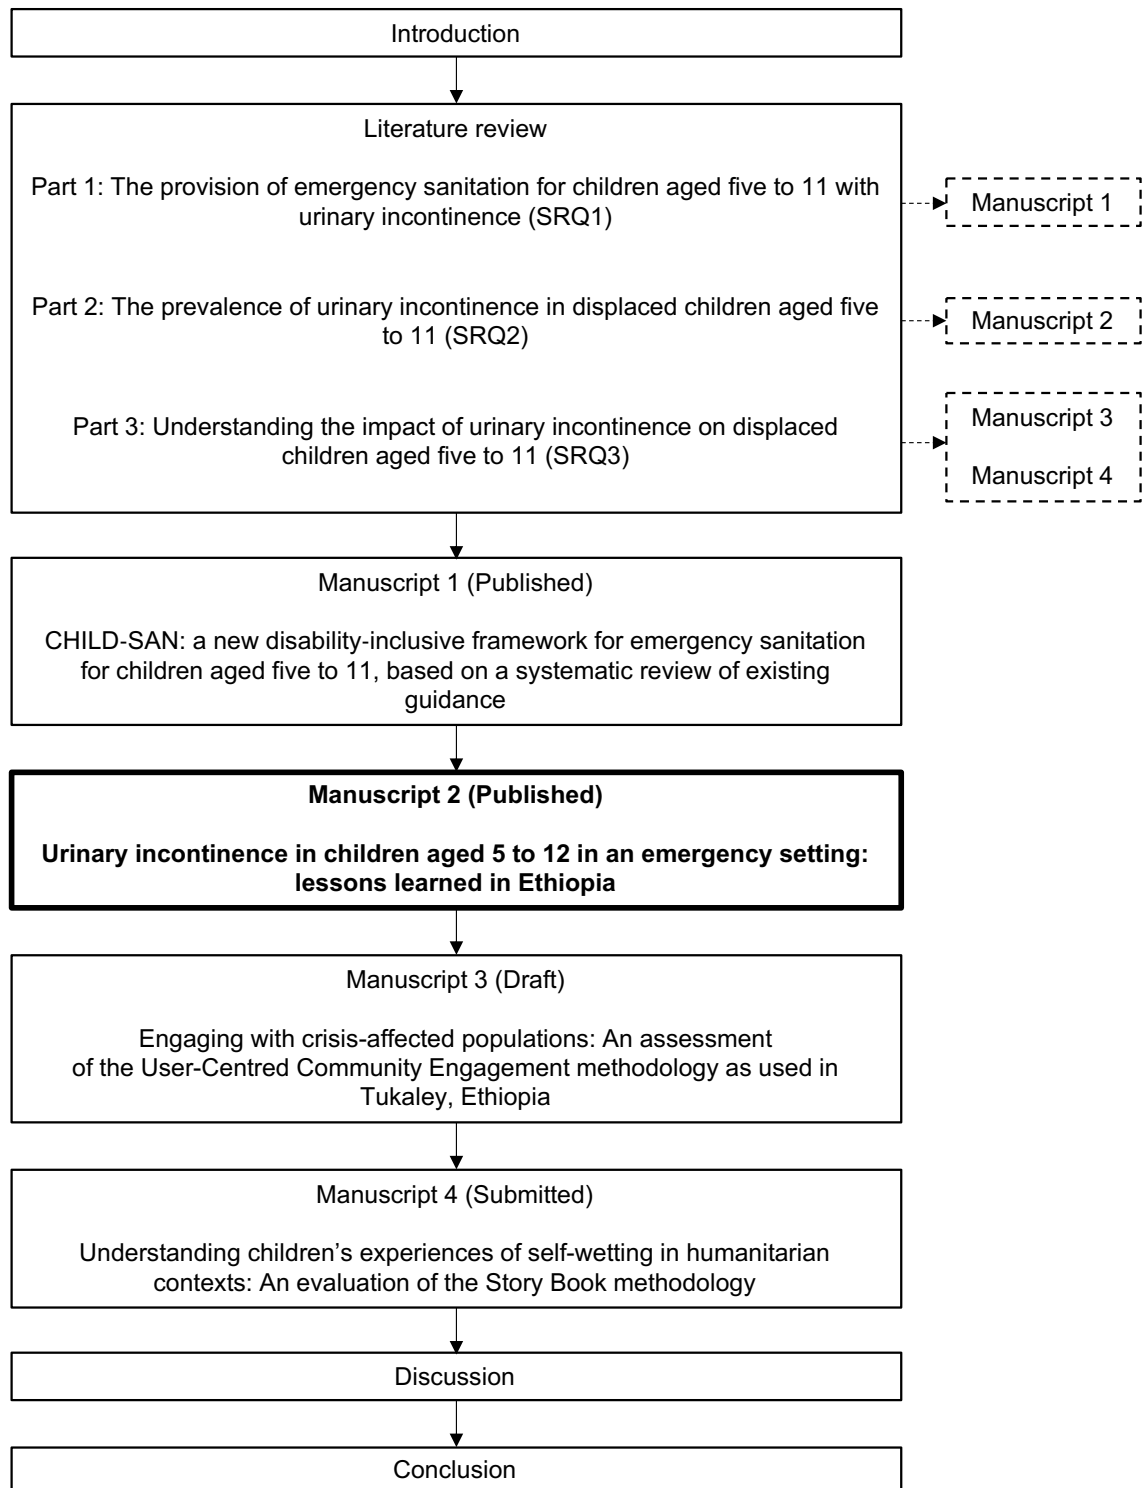 Introduction
Literature review
Part 1: The provision of emergency sanitation for children aged five to 11 with
urinary incontinence (SRQ1)
Manuscript 1
Part 2: The prevalence of urinary incontinence in displaced children aged five
to 11 (SRQ2)
Manuscript 2
Part 3: Understanding the impact of urinary incontinence on displaced
children aged five to 11 (SRQ3)
Manuscript 3
Manuscript 4
Manuscript 1 (Published)
CHILD-SAN: a new disability-inclusive framework for emergency sanitation
for children aged five to 11, based on a systematic review of existing
guidance
Manuscript 2 (Published)
Urinary incontinence in children aged 5 to 12 in an emergency setting:
lessons learned in Ethiopia
Manuscript 3 (Draft)
Engaging with crisis-affected populations: An assessment
of the User-Centred Community Engagement methodology as used in
Tukaley, Ethiopia
Manuscript 4 (Submitted)
Understanding children’s experiences of self-wetting in humanitarian
contexts: An evaluation of the Story Book methodology
Discussion
Conclusion